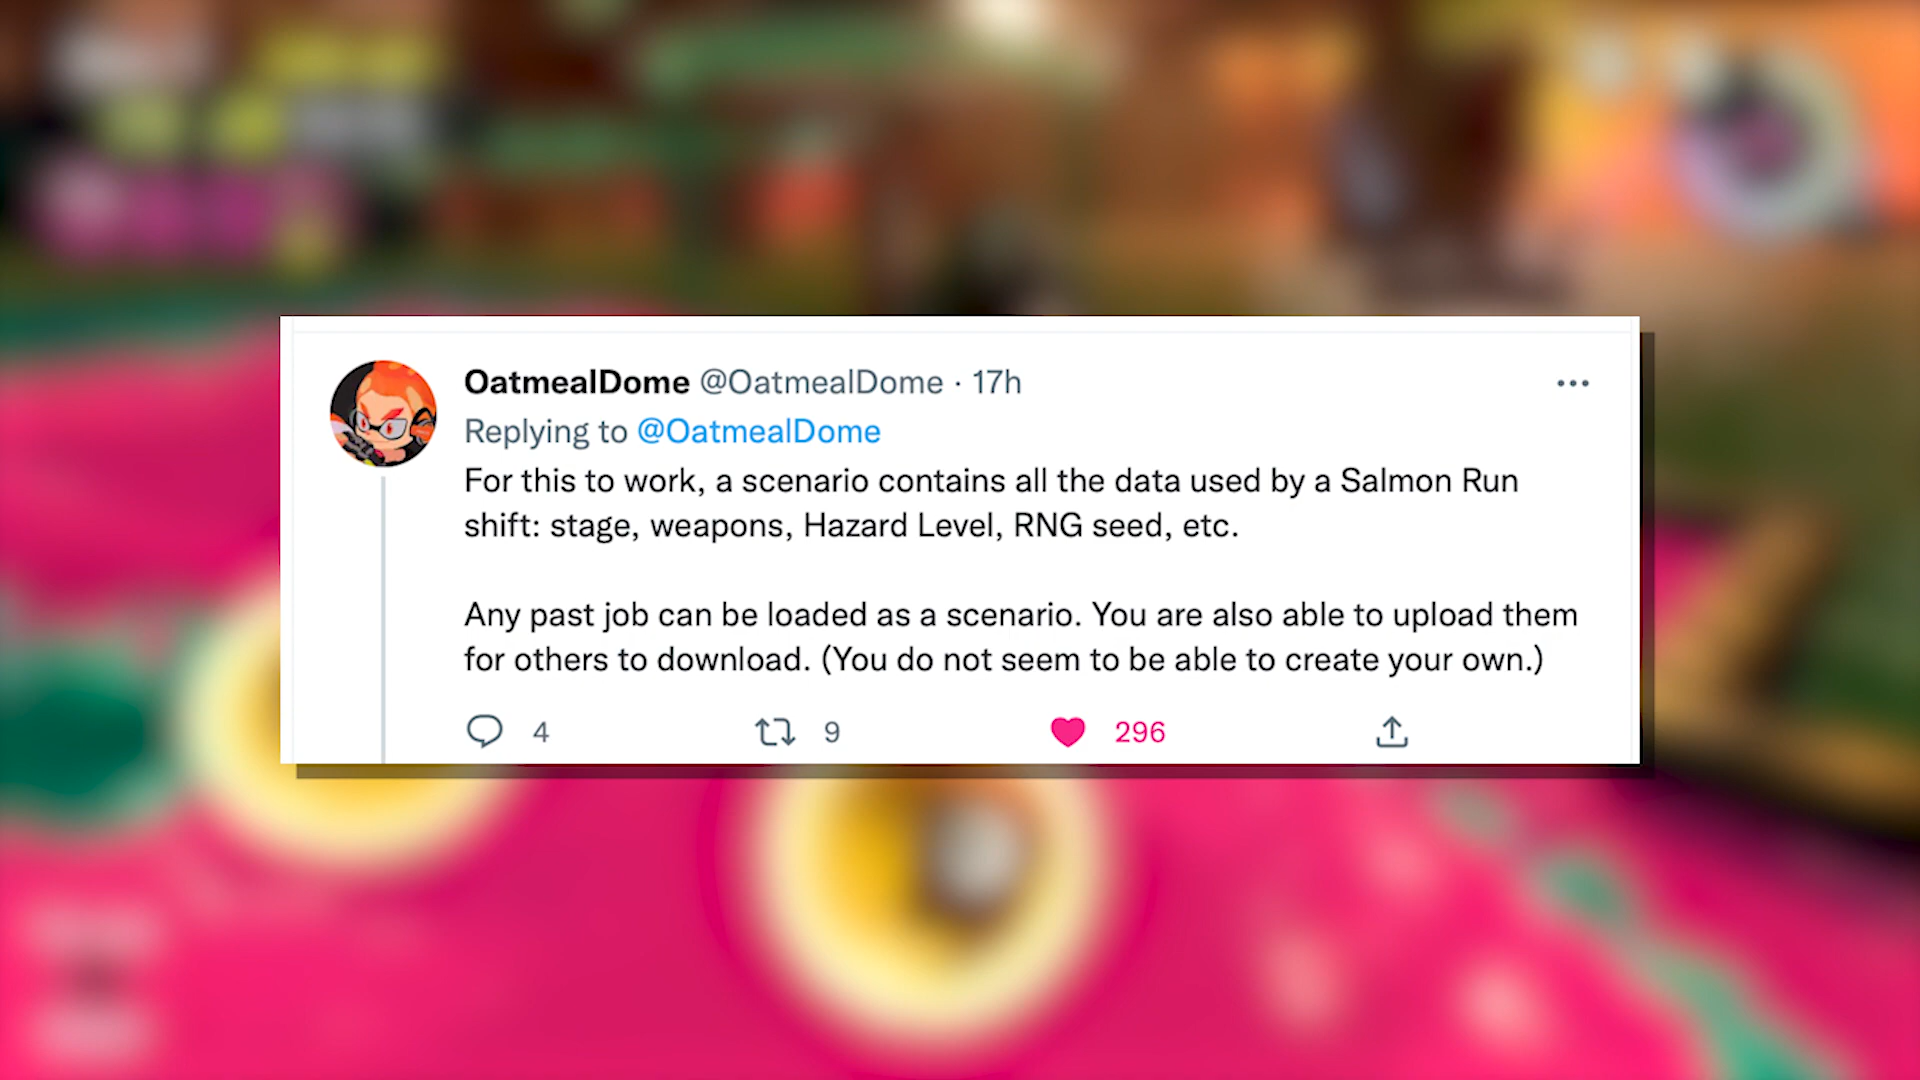 OatmealDome @OatmealDome · 17h
Replying to @OatmealDome
For this to work, a scenario contains all the data used by a Salmon Run
shift: stage, weapons, Hazard Level, RNG seed, etc.
Any past job can be loaded as a scenario. You are also able to upload them
for others to download. (You do not seem to be able to create your own.)
4 9 296